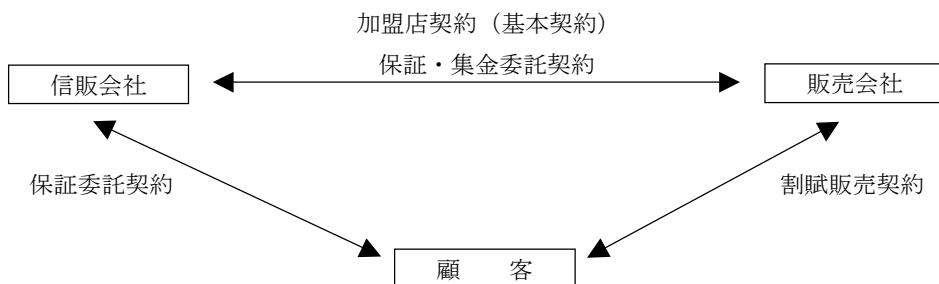 加盟店契約（基本契約）
保証・集金委託契約
信販会社
販売会社
保証委託契約
割賦販売契約
顧　　客